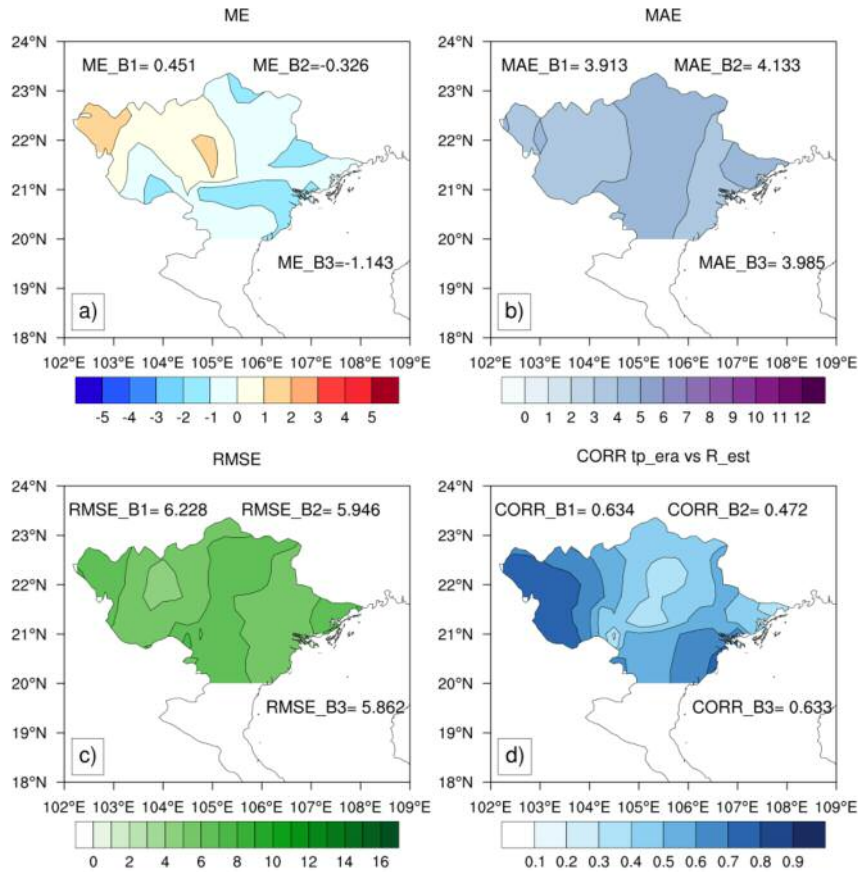 ME
MAE
24°N
23°N
22°N
21°N
20°N
19°N
18°N
ME_B1= 0.451
ME_B2=-0.326
ME_B3=-1.143
a)
102°E 103°E 104°E 105°E 106°E 107°E 108°E 109°E
-5 -4 -3 -2 -1 0 1 2 3 4 5
24°N
23°N
22°N
21°N
20°N
19°N
18°N
MAE_B1= 3.913
MAE_B2= 4.133
MAE_B3= 3.985
b)
102°E 103°E 104°E 105°E 106°E 107°E 108°E 109°E
0 1 2 3 4 5 6 7 8 9 10 11 12
RMSE
CORR tp_era vs R_est
24°N
23°N
22°N
21°N
20°N
19°N
18°N
RMSE_B1= 6.228
RMSE_B2= 5.946
RMSE_B3= 5.862
c)
102°E 103°E 104°E 105°E 106°E 107°E 108°E 109°E
0 2 4 6 8 10 12 14 16
24°N
23°N
22°N
21°N
20°N
19°N
18°N
CORR_B1= 0.634
CORR_B2= 0.472
CORR_B3= 0.633
d)
102°E 103°E 104°E 105°E 106°E 107°E 108°E 109°E
0.1 0.2 0.3 0.4 0.5 0.6 0.7 0.8 0.9